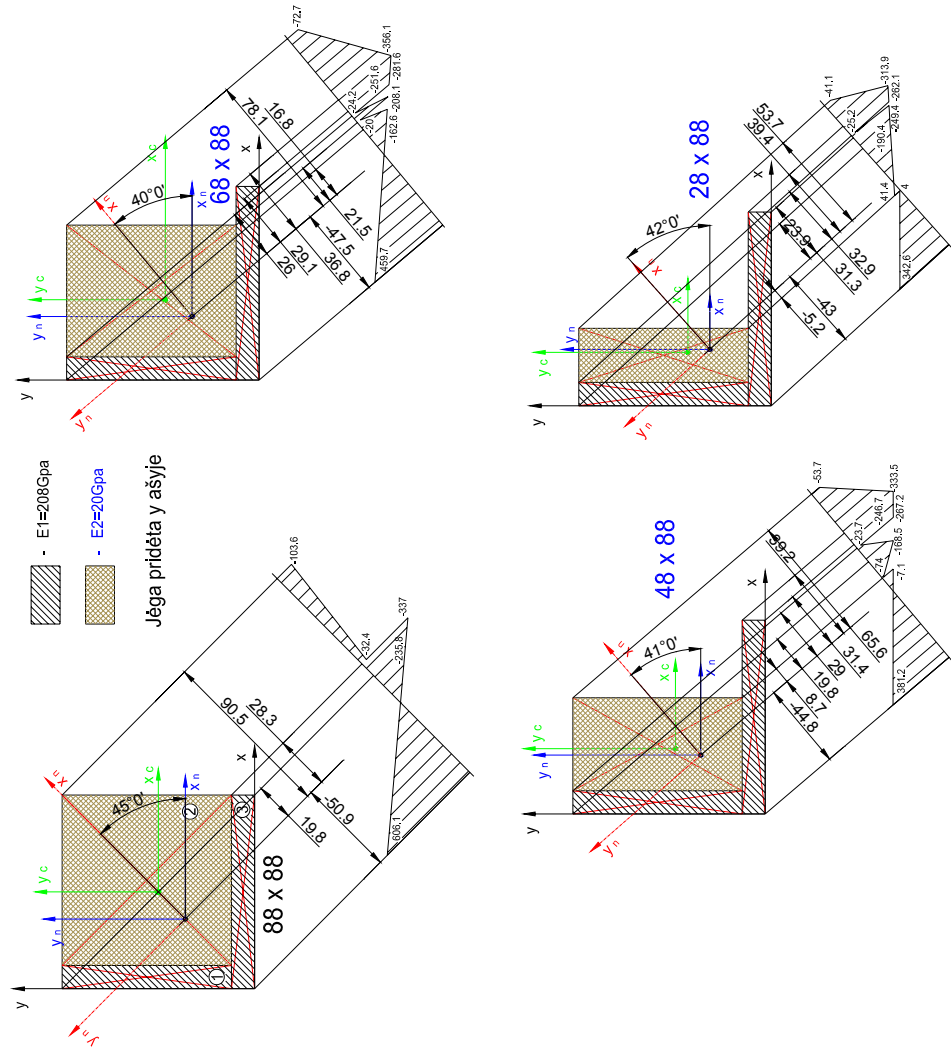 - E1=208Gpa
- E2=20Gpa
Jėga pridėta y ašyje
y
y n
y c
x n
x c
y n
x n
x
45°0'
1
2
3
88 x 88
90.5
28.3
-50.9
19.8
-103.6
-32.4
-337
-235.8
606.1
y
y n
y c
x n
x c
y n
x n
x
40°0'
68 x 88
78.1
16.8
21.5
-47.5
36.8
29.1
26
-72.7
-356.1
-281.6
-251.6
-24.2
-208.1
-20
-162.6
459.7
y
y n
y c
x n
x c
y n
x n
x
41°0'
48 x 88
39.2
65.6
31.4
29
19.8
8.7
-44.8
-53.7
-333.5
-267.2
-246.7
-23.7
-168.5
-74
-7.1
381.2
y
y n
y c
x n
x c
y n
x n
x
42°0'
28 x 88
53.7
39.4
23.9
32.9
31.3
-43
-5.2
-41.1
-313.9
-262.1
-249.4
-25.2
-190.4
41.4
4
342.6